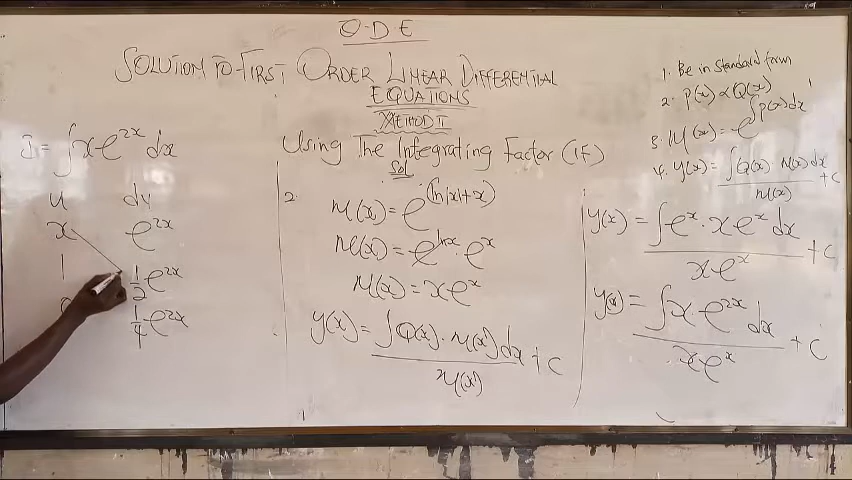 O.D.E
SOLUTION TO FIRST ORDER LINEAR DIFFERENTIAL
EQUATIONS
METHOD II
Using The Integrating Factor (IF)
Sol
1. Be in Standard form
2. P(x) ∝ Q(x)
3. M(x) = e^∫P(x)dx
4. y(x) = ∫Q(x) · M(x) dx / M(x) + C
I = ∫xe^2x dx
u dv
x e^2x
1 1/2 e^2x
1/4 e^2x
2.
M(x) = e^(ln|x|+x)
M(x) = e^lnx · e^x
M(x) = xe^x
y(x) = ∫Q(x) · M(x) dx / M(x) + C
y(x) = ∫e^x · xe^x dx / xe^x + C
y(x) = ∫x · e^2x dx / xe^x + C